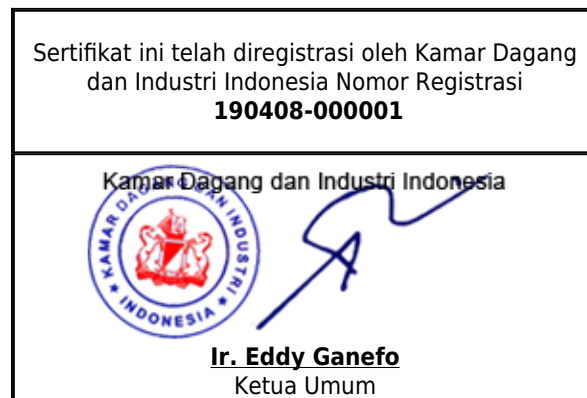 Sertifikat ini telah diregistrasi oleh Kamar Dagang
dan Industri Indonesia Nomor Registrasi
190408-000001
Kamar Dagang dan Industri Indonesia
KAMAR DAGANG DAN INDUSTRI
INDONESIA
Ir. Eddy Ganefo
Ketua Umum